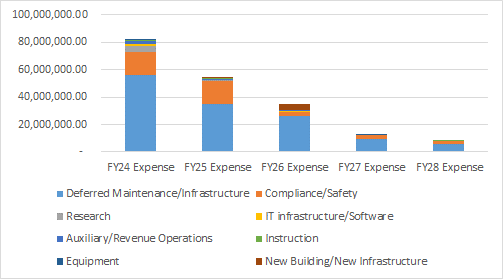 100,000,000.00
80,000,000.00
60,000,000.00
40,000,000.00
20,000,000.00
-
FY24 Expense FY25 Expense FY26 Expense FY27 Expense FY28 Expense
Deferred Maintenance/Infrastructure Compliance/Safety
Research IT infrastructure/Software
Auxiliary/Revenue Operations Instruction
Equipment New Building/New Infrastructure